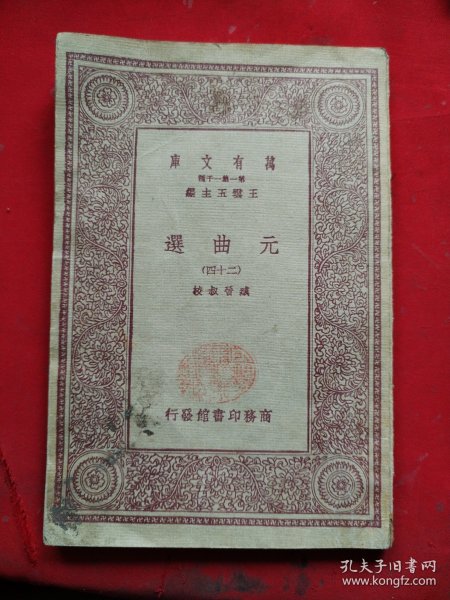 萬有文庫
第一集一千種
王雲五主編
元曲選
(二十四)
臧晉叔校
商務印書館發行
孔夫子旧书网
www.kongfz.com